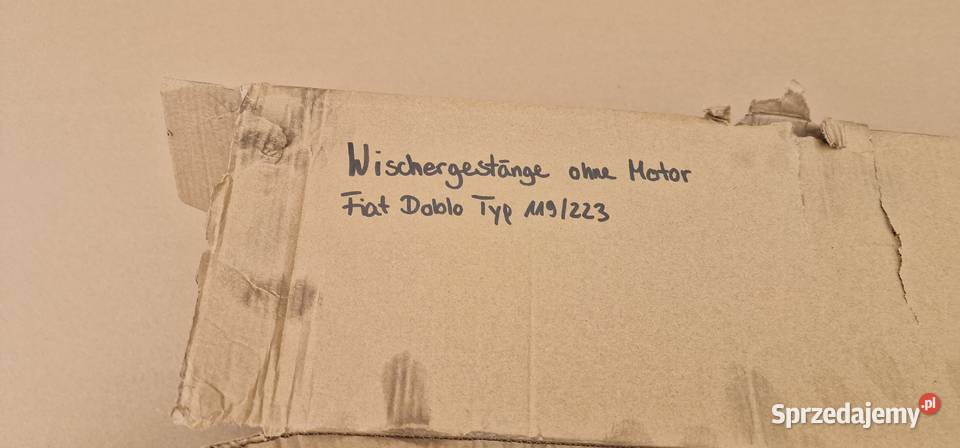 Wischergestänge ohne Motor
Fiat Doblo Typ 119/223
Sprzedajemy.pl